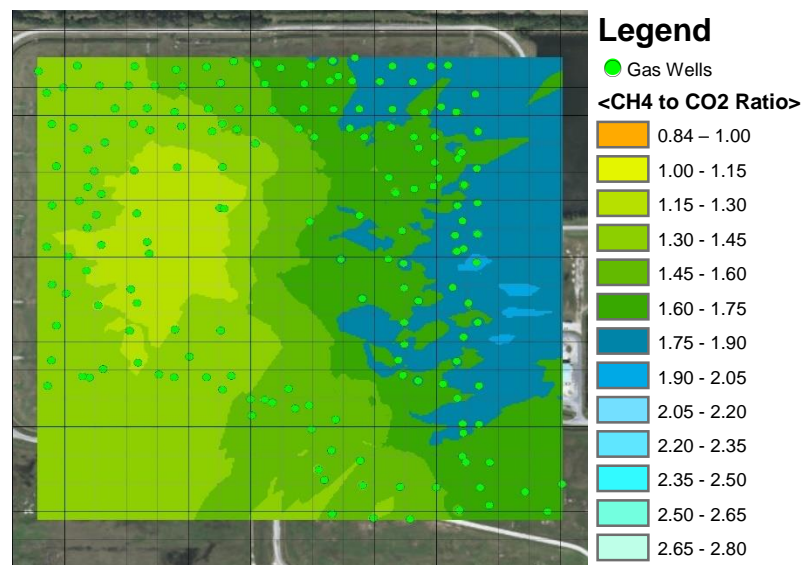 Legend
Gas Wells
<CH4 to CO2 Ratio>
0.84 – 1.00
1.00 - 1.15
1.15 - 1.30
1.30 - 1.45
1.45 - 1.60
1.60 - 1.75
1.75 - 1.90
1.90 - 2.05
2.05 - 2.20
2.20 - 2.35
2.35 - 2.50
2.50 - 2.65
2.65 - 2.80